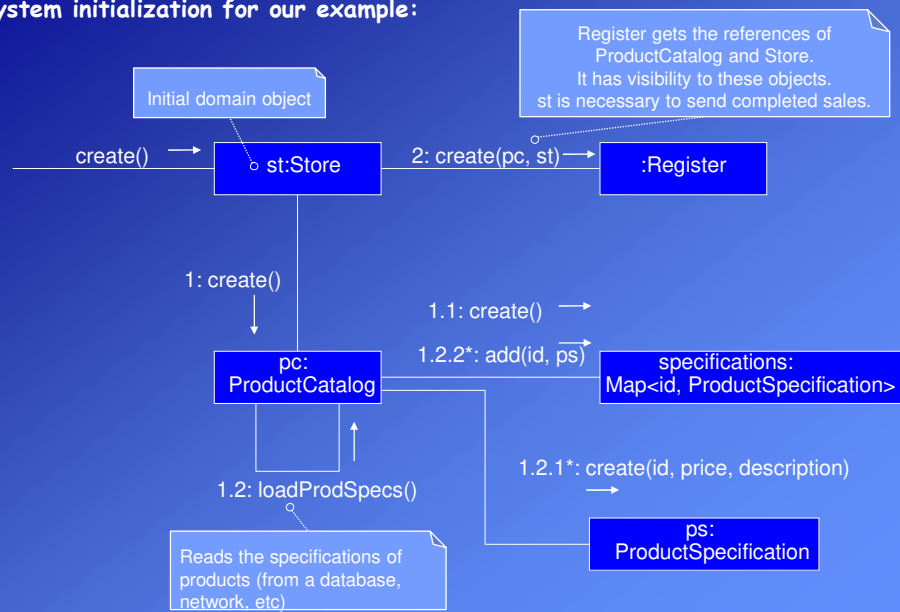 ystem initialization for our example:
Register gets the references of
ProductCatalog and Store.
It has visibility to these objects.
st is necessary to send completed sales.
Initial domain object
create()
st:Store
2: create(pc, st)
:Register
1: create()
1.1: create()
1.2.2*: add(id, ps)
pc:
ProductCatalog
specifications:
Map<id, ProductSpecification>
1.2.1*: create(id, price, description)
1.2: loadProdSpecs()
ps:
ProductSpecification
Reads the specifications of
products (from a database,
network, etc)